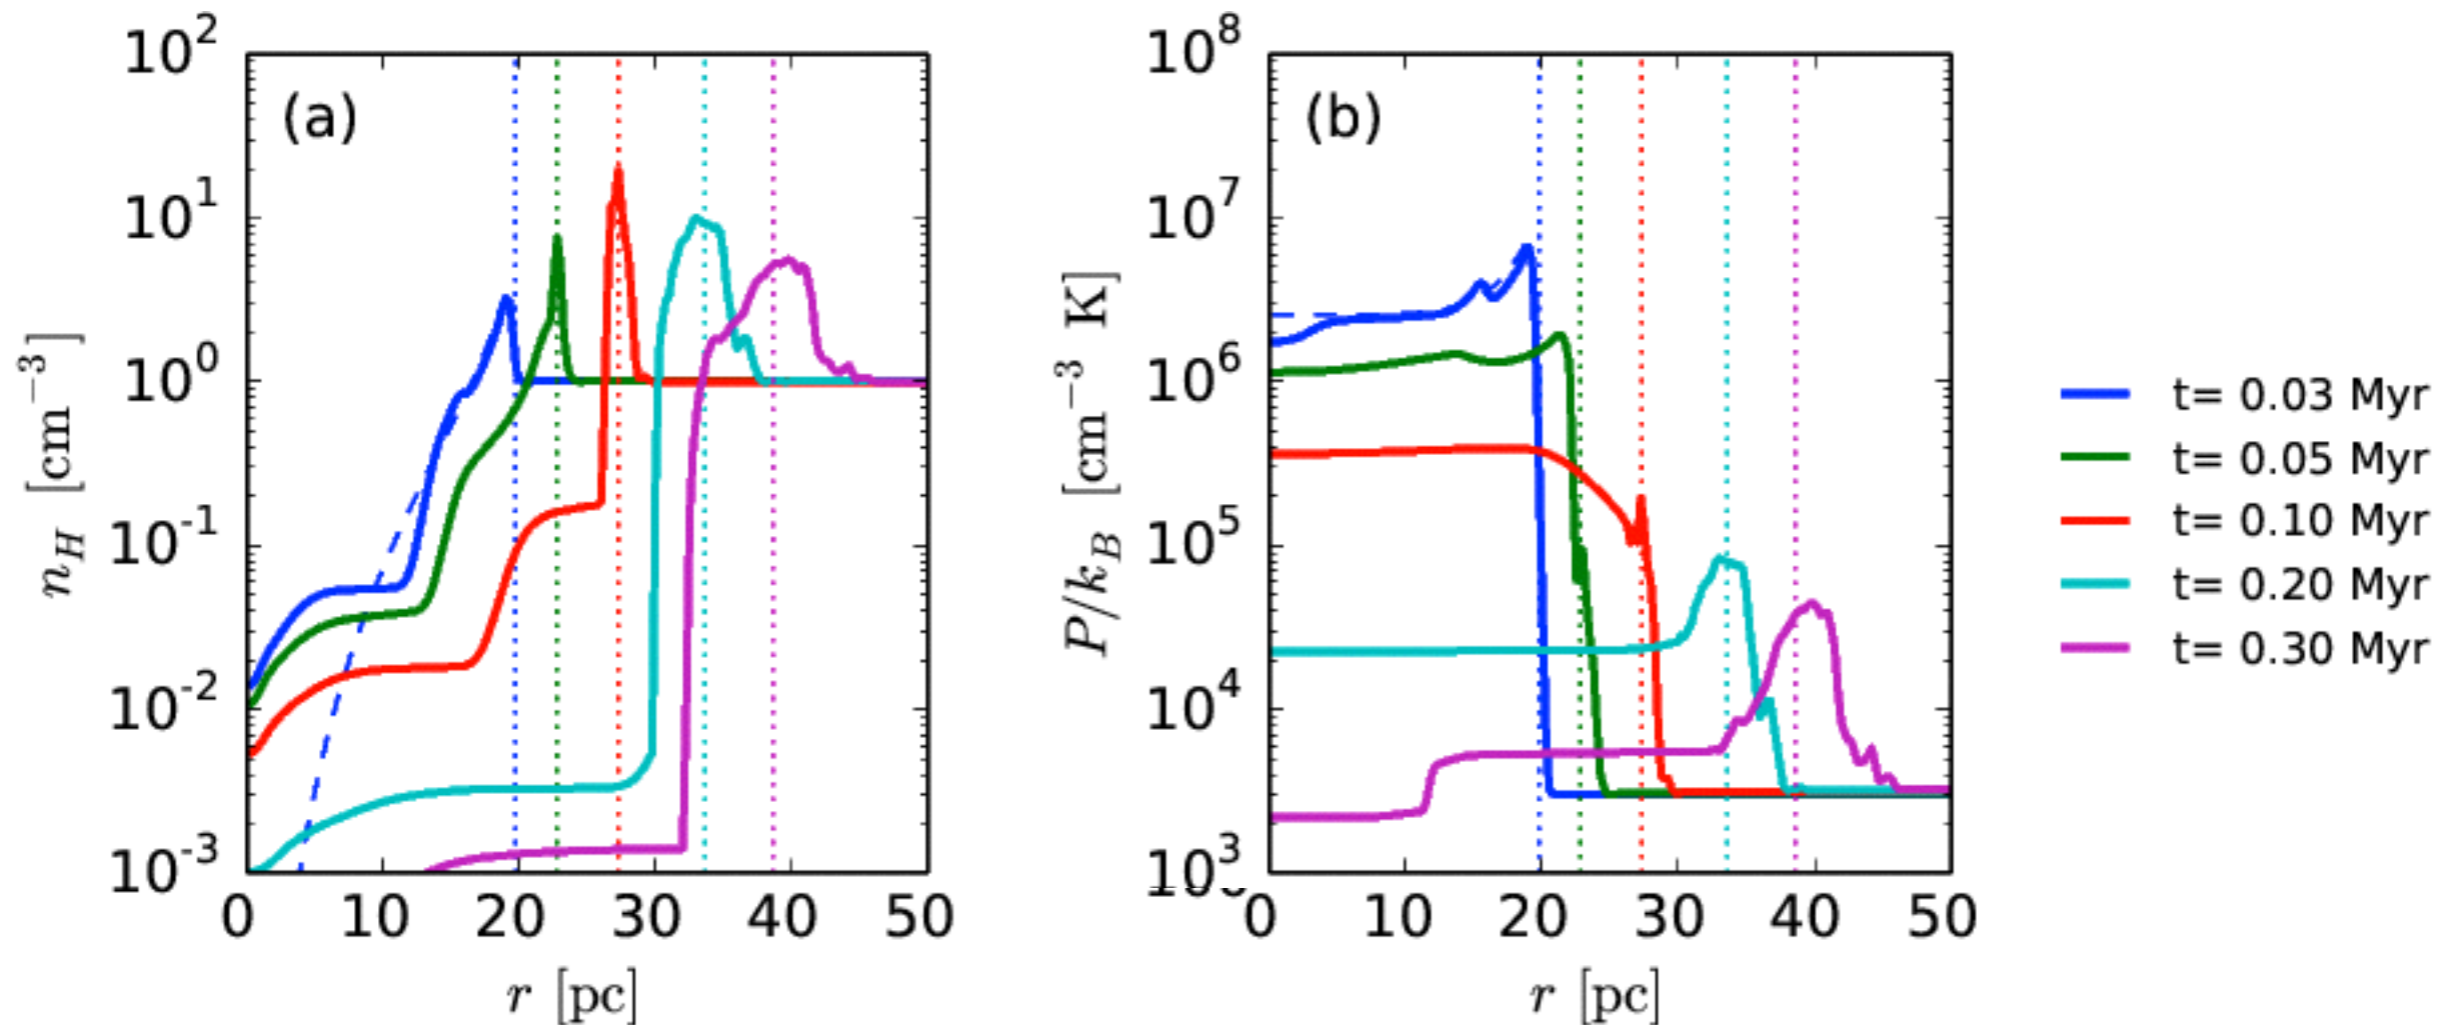 (a)
10^2
10^1
10^0
10^-1
10^-2
10^-3
n_H [cm^-3]
0 10 20 30 40 50
r [pc]
(b)
10^8
10^7
10^6
10^5
10^4
10^3
P/k_B [cm^-3 K]
0 10 20 30 40 50
r [pc]
t= 0.03 Myr
t= 0.05 Myr
t= 0.10 Myr
t= 0.20 Myr
t= 0.30 Myr